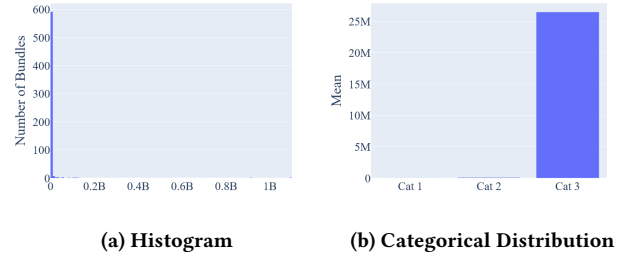 600
500
400
300
200
100
0
Number of Bundles
0 0.2B 0.4B 0.6B 0.8B 1B
(a) Histogram
25M
20M
15M
10M
5M
0
Mean
Cat 1 Cat 2 Cat 3
(b) Categorical Distribution